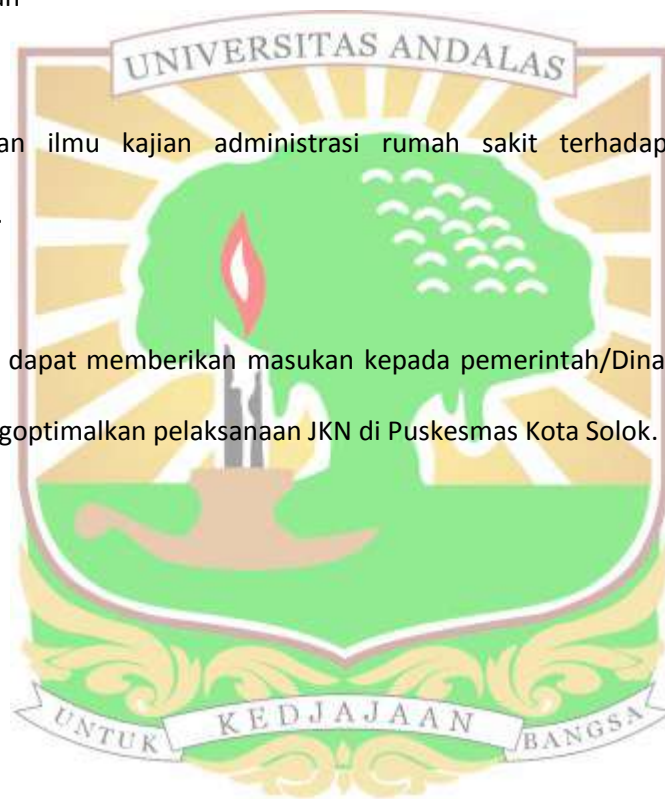 UNIVERSITAS ANDALAS
an ilmu kajian administrasi rumah sakit terhadap
.
dapat memberikan masukan kepada pemerintah/Dina
goptimalkan pelaksanaan JKN di Puskesmas Kota Solok.
UNTUK KEDJAJAAN BANGSA